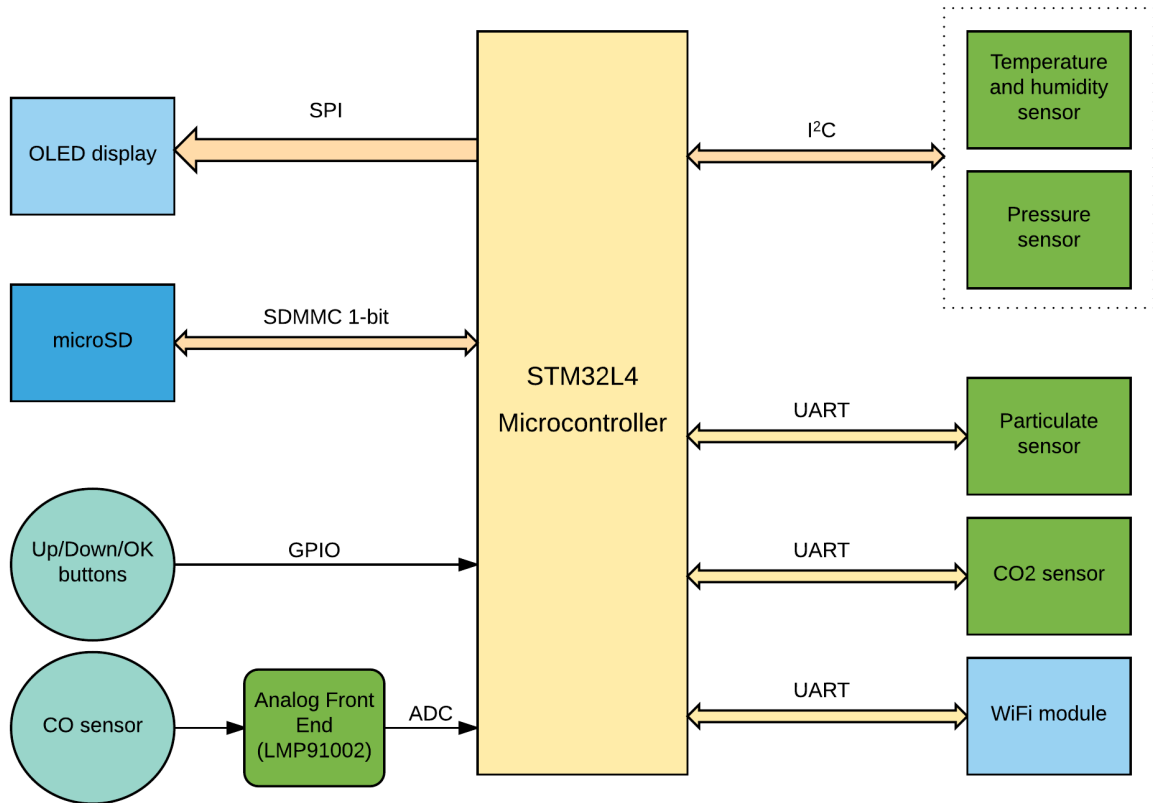 OLED display
SPI
microSD
SDMMC 1-bit
Up/Down/OK
buttons
GPIO
CO sensor
Analog Front
End
(LMP91002)
ADC
STM32L4
Microcontroller
I²C
Temperature
and humidity
sensor
Pressure
sensor
UART
Particulate
sensor
UART
CO2 sensor
UART
WiFi module